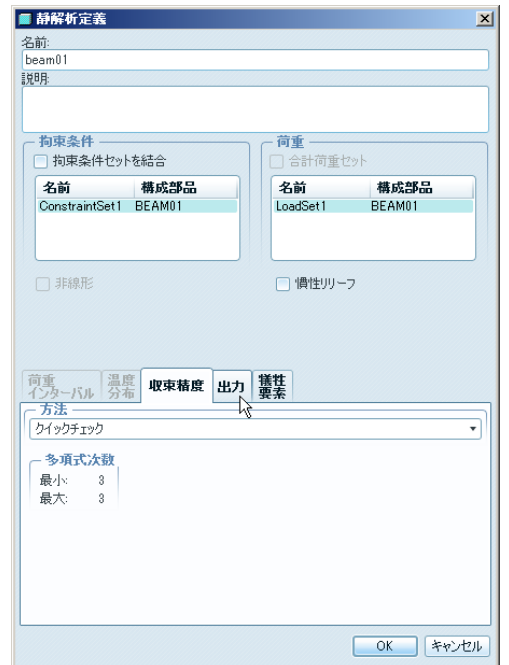 静解析定義
名前:
beam01
説明:
拘束条件
荷重
拘束条件セットを結合
合計荷重セット
名前 構成部品
名前 構成部品
ConstraintSet1 BEAM01
LoadSet1 BEAM01
非線形
慣性リリーフ
荷重
インターバル
温度
分布
収束精度
出力
犠牲
要素
方法
クイックチェック
多項式次数
最小: 3
最大: 3
OK
キャンセル